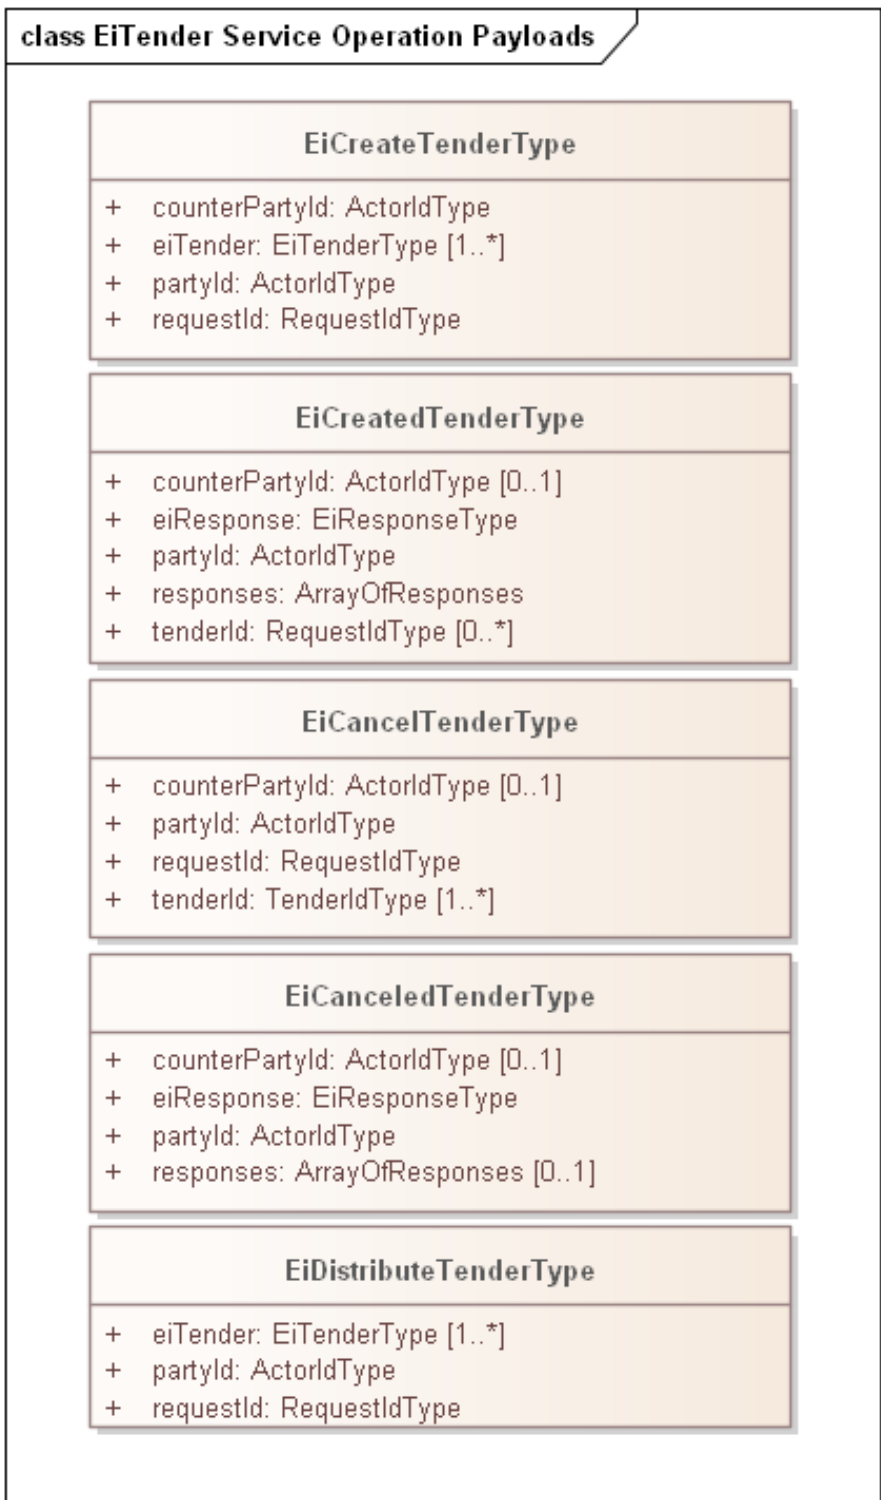 class EiTender Service Operation Payloads
EiCreateTenderType
+ counterPartyId: ActorIdType
+ eiTender: EiTenderType [1..*]
+ partyId: ActorIdType
+ requestId: RequestIdType
EiCreatedTenderType
+ counterPartyId: ActorIdType [0..1]
+ eiResponse: EiResponseType
+ partyId: ActorIdType
+ responses: ArrayOfResponses
+ tenderId: RequestIdType [0..*]
EiCancelTenderType
+ counterPartyId: ActorIdType [0..1]
+ partyId: ActorIdType
+ requestId: RequestIdType
+ tenderId: TenderIdType [1..*]
EiCanceledTenderType
+ counterPartyId: ActorIdType [0..1]
+ eiResponse: EiResponseType
+ partyId: ActorIdType
+ responses: ArrayOfResponses [0..1]
EiDistributeTenderType
+ eiTender: EiTenderType [1..*]
+ partyId: ActorIdType
+ requestId: RequestIdType